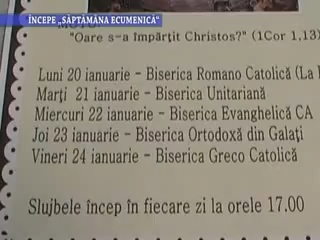 ÎNCEPE „SĂPTĂMÂNA ECUMENICĂ"
"Oare s-a împărţit Christos?" (1Cor 1,13)
Luni 20 ianuarie – Biserica Romano Catolică (La
Marţi 21 ianuarie – Biserica Unitariană
Miercuri 22 ianuarie – Biserica Evanghelică CA
Joi 23 ianuarie – Biserica Ortodoxă din Galaţi
Vineri 24 ianuarie – Biserica Greco Catolică
Slujbele încep în fiecare zi la orele 17.00